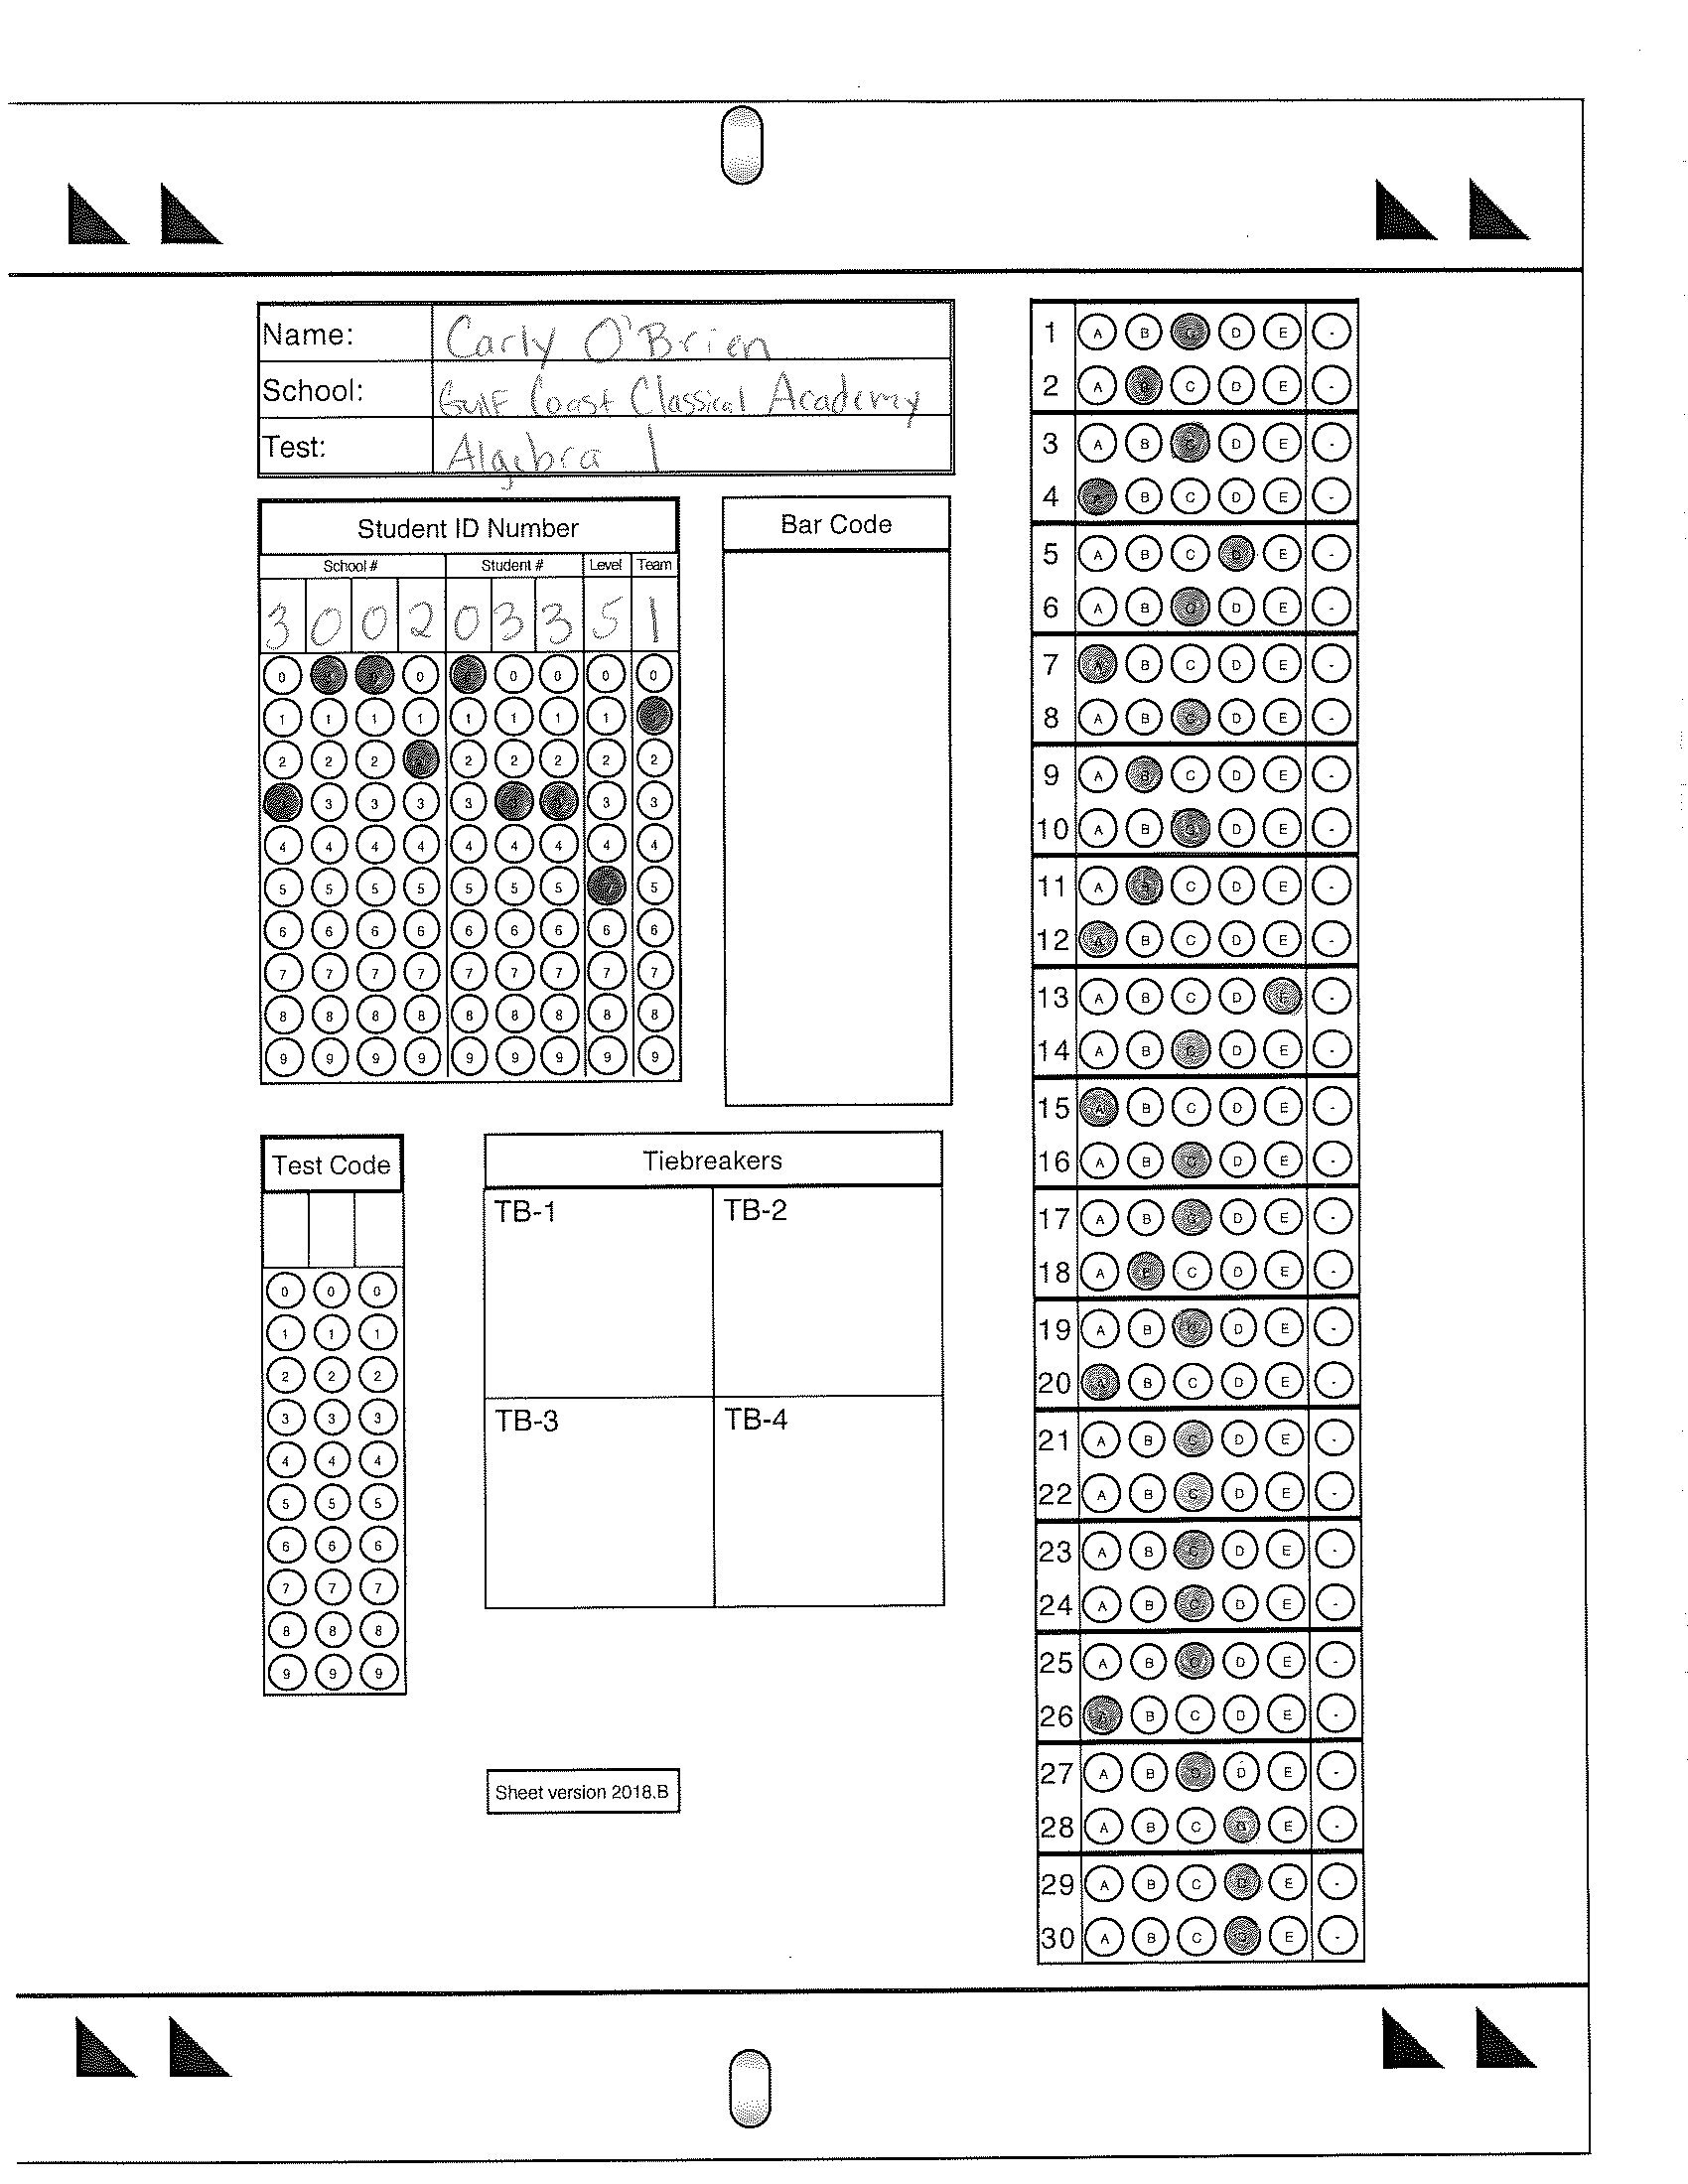 Name: Carly O'Brien
School: Gulf Coast Classical Academy
Test: Algebra 1
Student ID Number
School # Student # Level Team
3 0 0 2 0 3 3 5 1
0 0 0 0 0 0
1 1 1 1 1 1 1 1
2 2 2 2 2 2 2 2
3 3 3 3 3 3
4 4 4 4 4 4 4 4 4
5 5 5 5 5 5 5 5
6 6 6 6 6 6 6 6 6
7 7 7 7 7 7 7 7 7
8 8 8 8 8 8 8 8 8
9 9 9 9 9 9 9 9 9
Bar Code
Test Code
0 0 0
1 1 1
2 2 2
3 3 3
4 4 4
5 5 5
6 6 6
7 7 7
8 8 8
9 9 9
Tiebreakers
TB-1 TB-2
TB-3 TB-4
Sheet version 2018.B
1 A B C D E -
2 A B C D E -
3 A B C D E -
4 A B C D E -
5 A B C D E -
6 A B C D E -
7 A B C D E -
8 A B C D E -
9 A B C D E -
10 A B C D E -
11 A B C D E -
12 A B C D E -
13 A B C D E -
14 A B C D E -
15 A B C D E -
16 A B C D E -
17 A B C D E -
18 A B C D E -
19 A B C D E -
20 A B C D E -
21 A B C D E -
22 A B C D E -
23 A B C D E -
24 A B C D E -
25 A B C D E -
26 A B C D E -
27 A B C D E -
28 A B C D E -
29 A B C D E -
30 A B C D E -